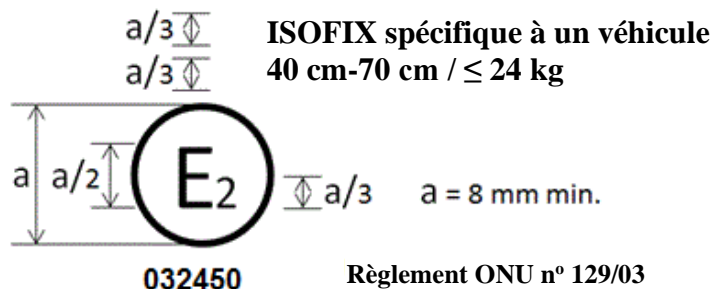 a/3 ISOFIX spécifique à un véhicule
a/3 40 cm-70 cm / ≤ 24 kg
a a/2 E2 a/3 a = 8 mm min.
032450 Règlement ONU nº 129/03